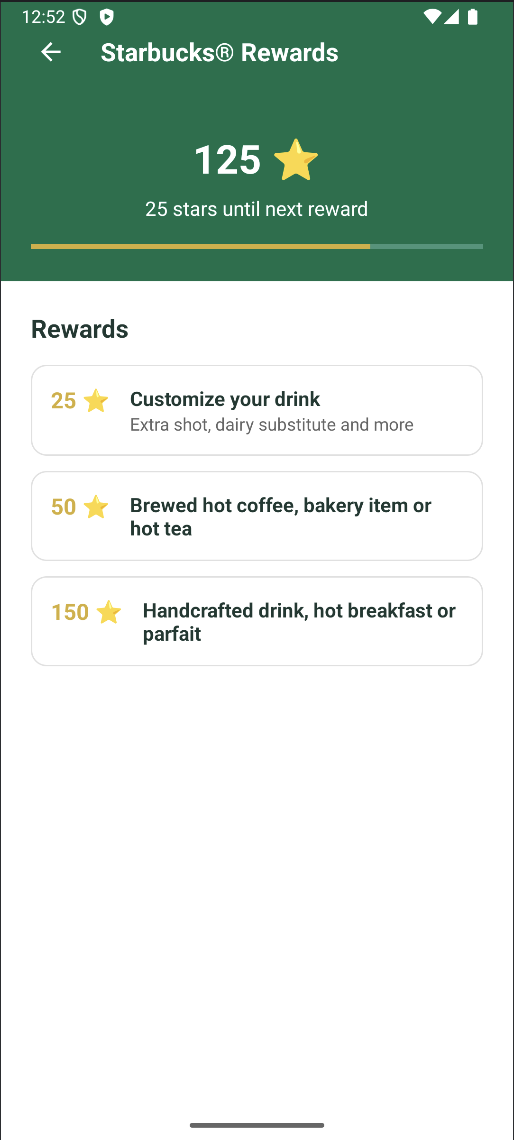 12:52
Starbucks® Rewards
125 ⭐
25 stars until next reward
Rewards
25 ⭐ Customize your drink
Extra shot, dairy substitute and more
50 ⭐ Brewed hot coffee, bakery item or
hot tea
150 ⭐ Handcrafted drink, hot breakfast or
parfait